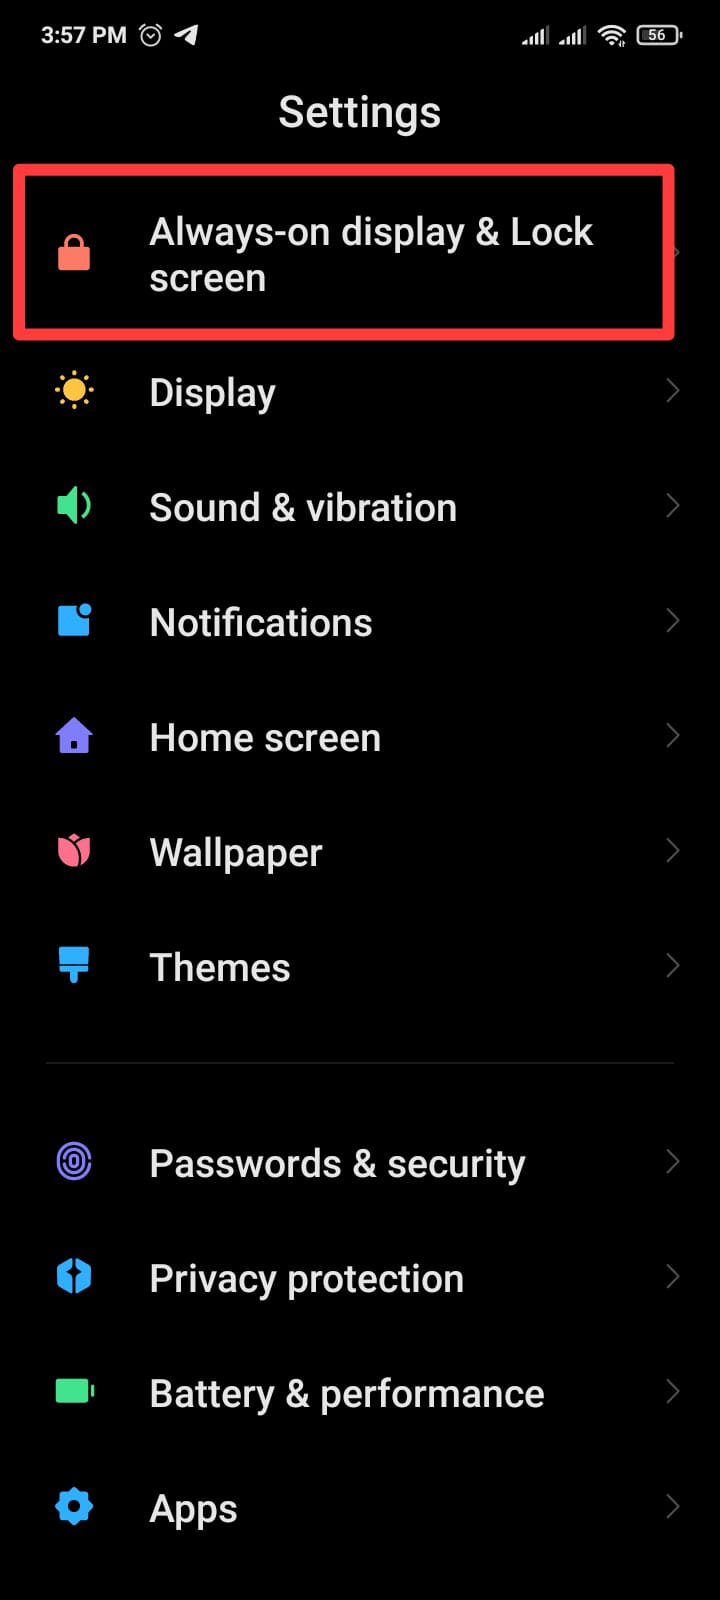 3:57 PM 56
Settings
Always-on display & Lock
screen
Display
Sound & vibration
Notifications
Home screen
Wallpaper
Themes
Passwords & security
Privacy protection
Battery & performance
Apps